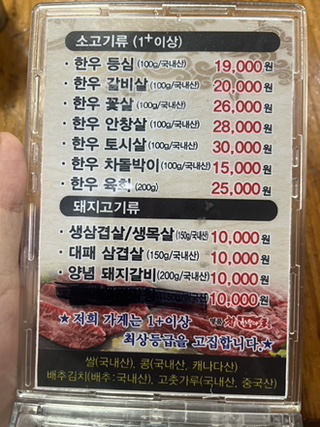 소고기류 (1+이상)
· 한우 등심 (100g/국내산) 19,000원
· 한우 갈비살 (100g/국내산) 20,000원
· 한우 꽃살 (100g/국내산) 26,000원
· 한우 안창살 (100g/국내산) 28,000원
· 한우 토시살 (100g/국내산) 30,000원
· 한우 차돌박이 (100g/국내산) 15,000원
· 한우 육회 (200g) 25,000원
돼지고기류
· 생삼겹살/생목살 (150g/국내산) 10,000원
· 대패 삼겹살 (150g/국내산) 10,000원
· 양념 돼지갈비 (200g/국내산) 10,000원
10,000원
★ 저희 가게는 1+이상
최상등급을 고집합니다.★
쌀(국내산), 콩(국내산, 캐나다산)
배추김치(배추:국내산), 고춧가루(국내산, 중국산)